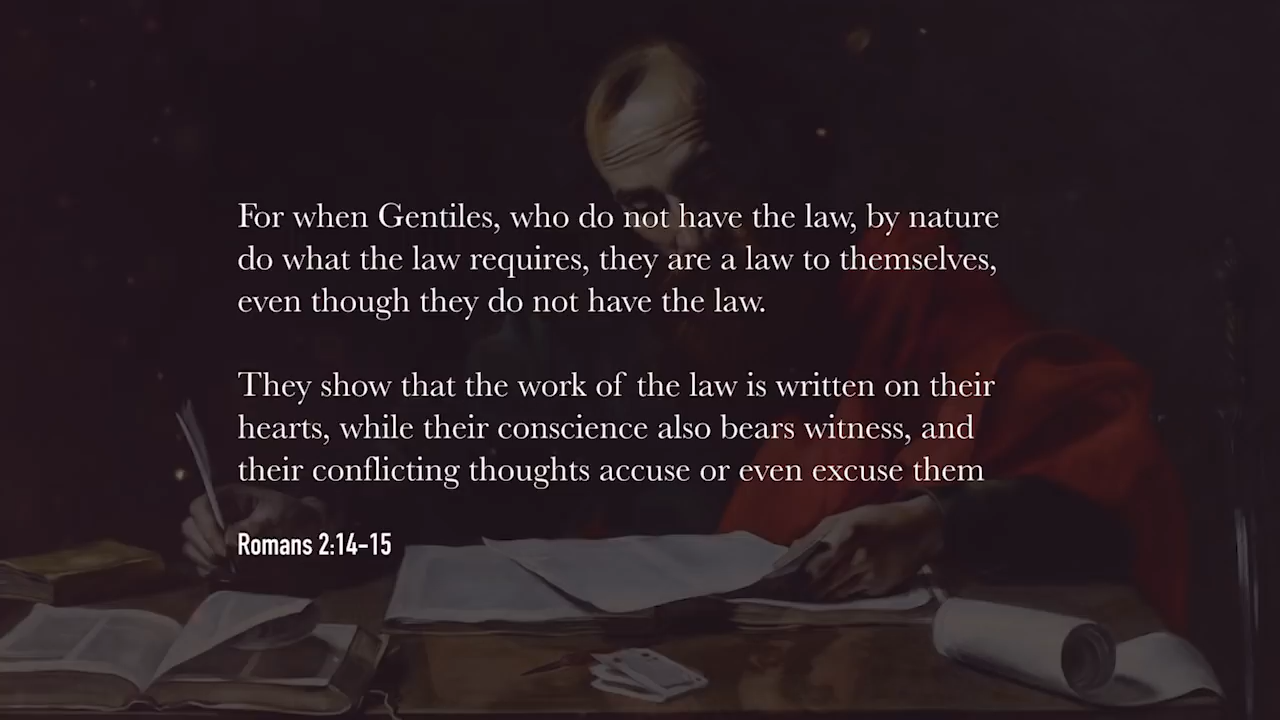 For when Gentiles, who do not have the law, by nature
do what the law requires, they are a law to themselves,
even though they do not have the law.
They show that the work of the law is written on their
hearts, while their conscience also bears witness, and
their conflicting thoughts accuse or even excuse them
Romans 2:14-15